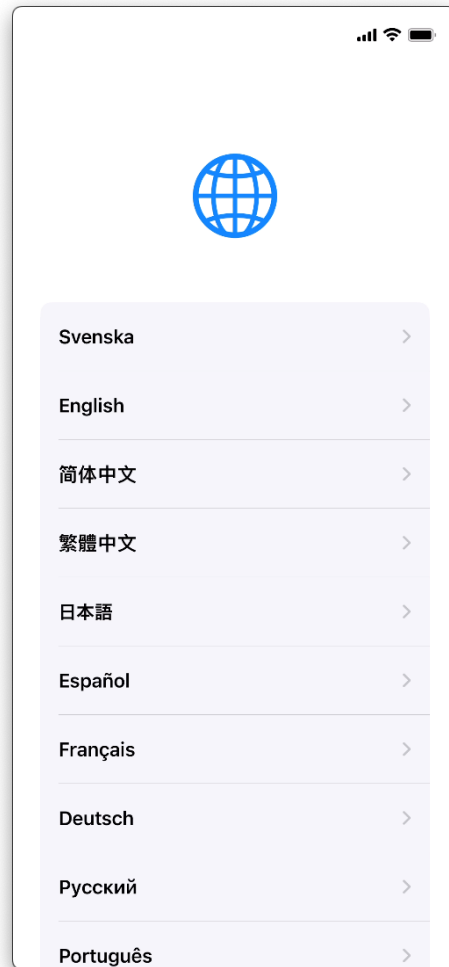 Svenska
English
简体中文
繁體中文
日本語
Español
Français
Deutsch
Русский
Português